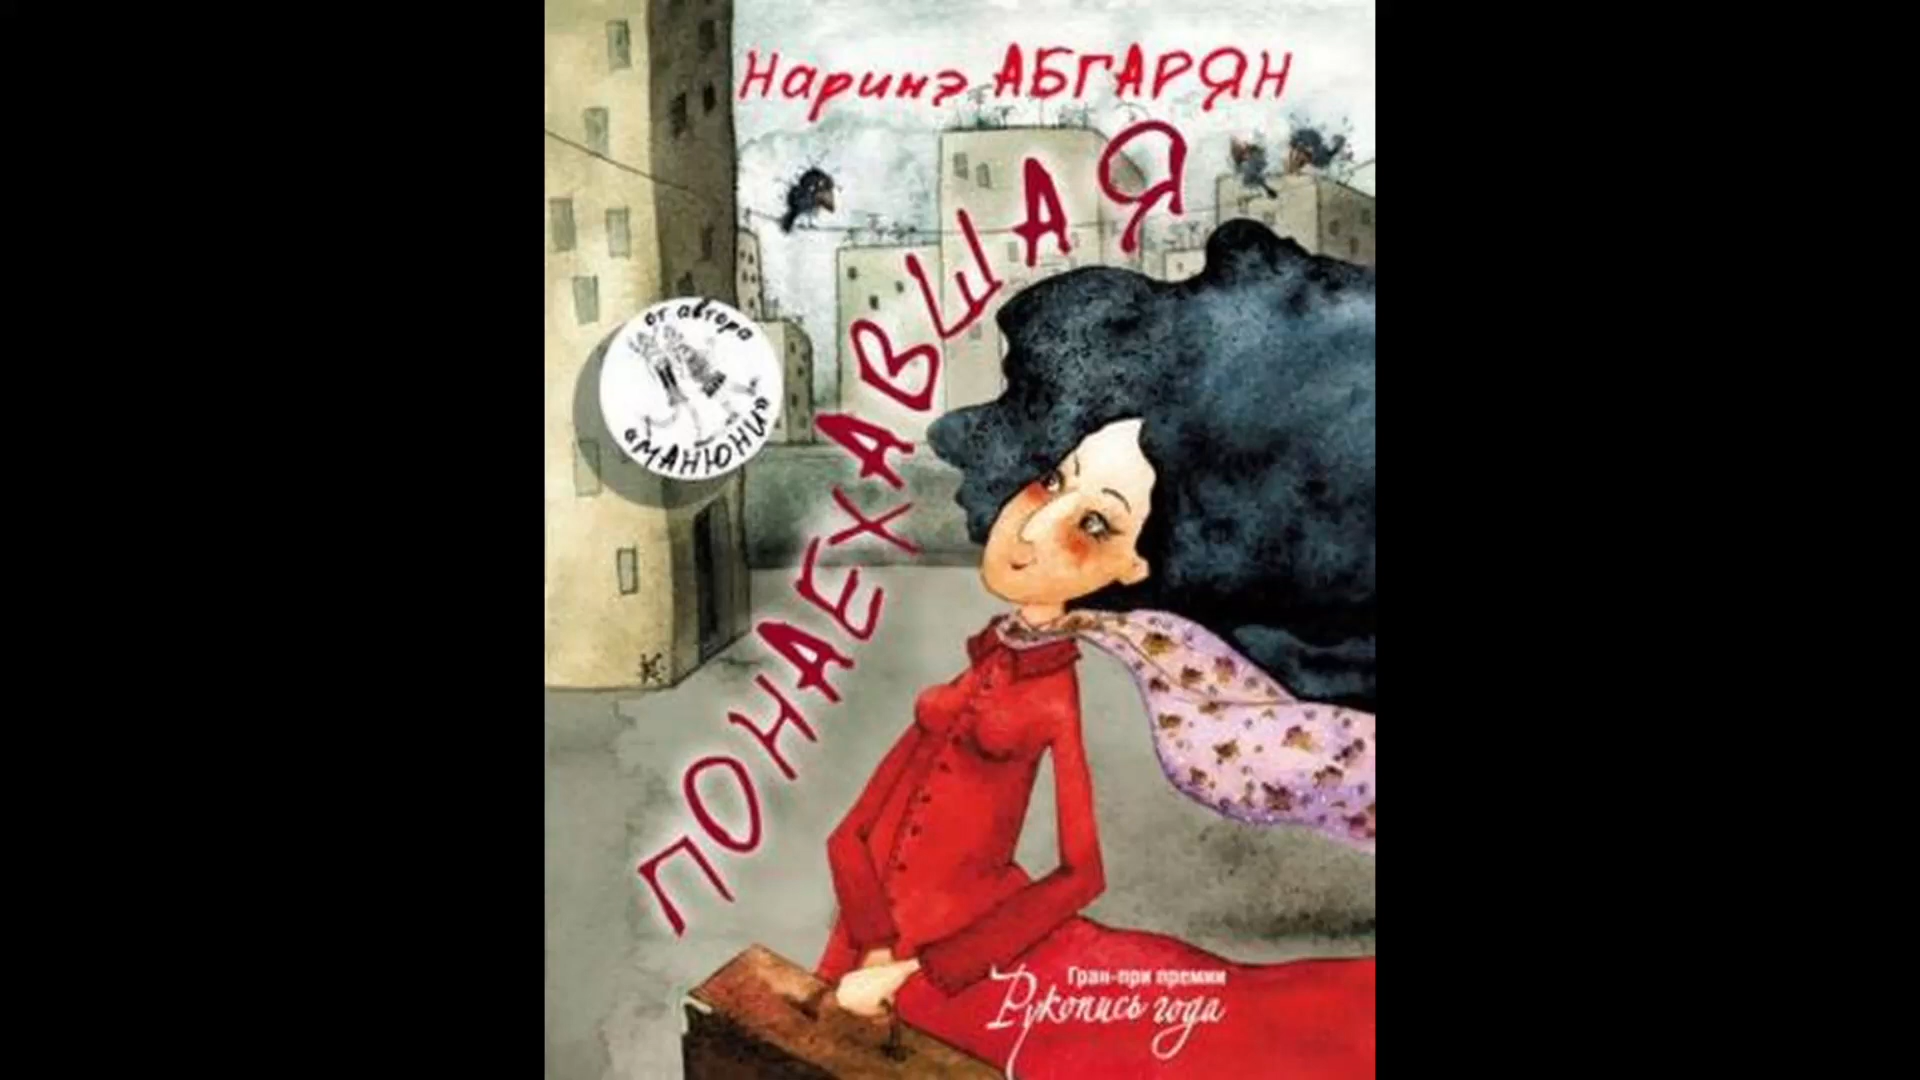 Наринэ АБГАРЯН
ПОНАЕХАВШАЯ
от автора
«МАНЮНИ»
К.
Гран-при премии
Рукопись года